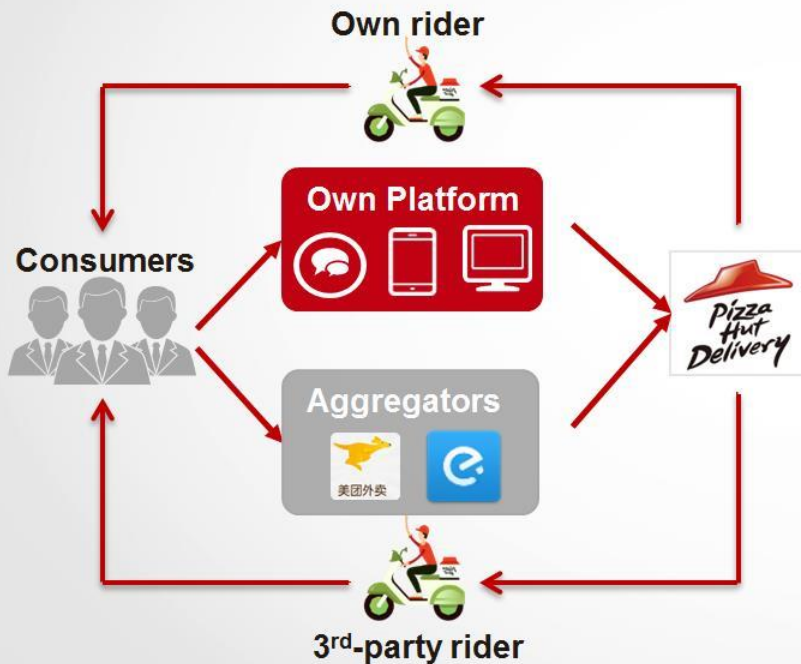 Own rider
Own Platform
Consumers
Pizza
Hut
Delivery
Aggregators
美团外卖
3rd-party rider